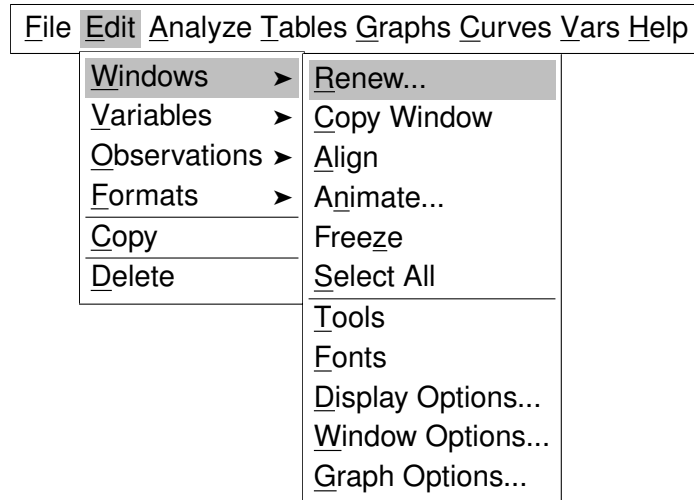 File Edit Analyze Tables Graphs Curves Vars Help
Windows
Variables
Observations
Formats
Copy
Delete
Renew...
Copy Window
Align
Animate...
Freeze
Select All
Tools
Fonts
Display Options...
Window Options...
Graph Options...